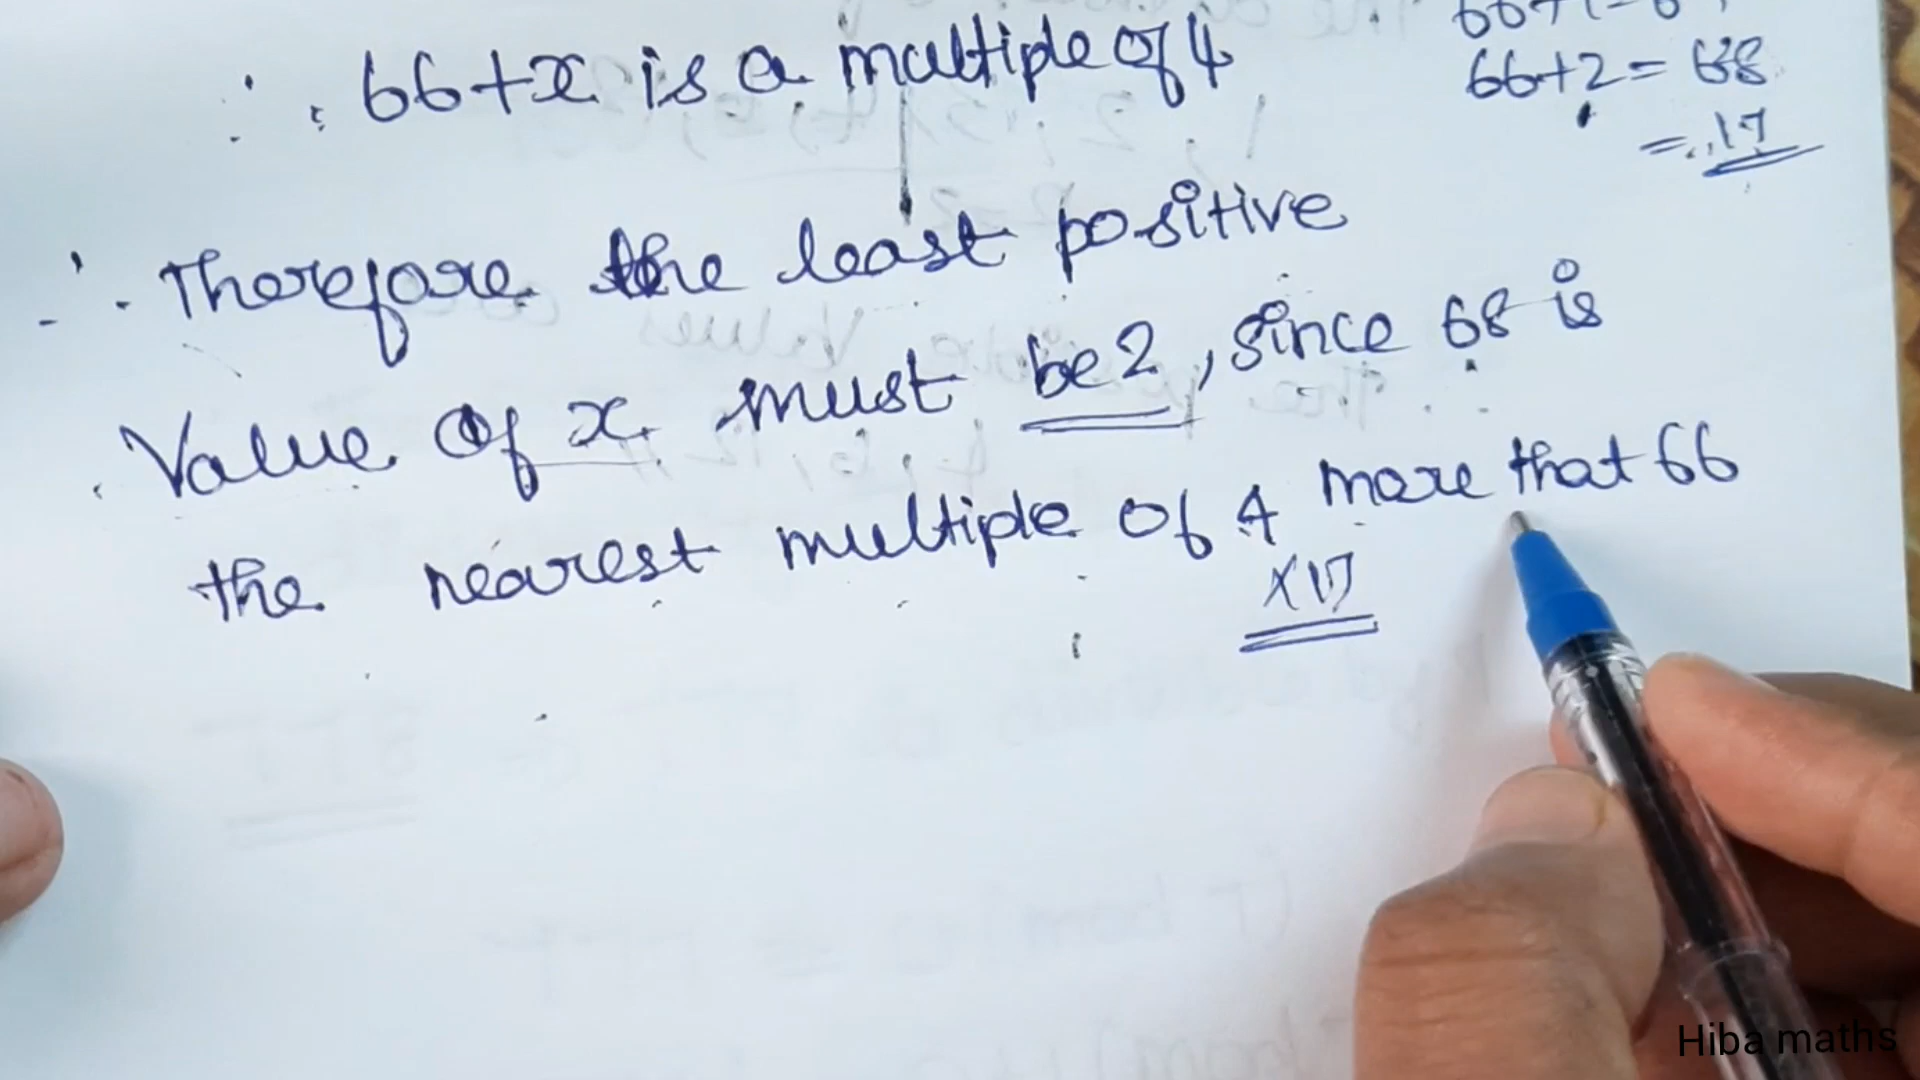 ∴ 66+x is a multiple of 4
66+2 = 68
= 17
∴ Therefore the least positive
Value of x must be 2, since 68 is
the nearest multiple of 4 more that 66
x17
Hiba maths